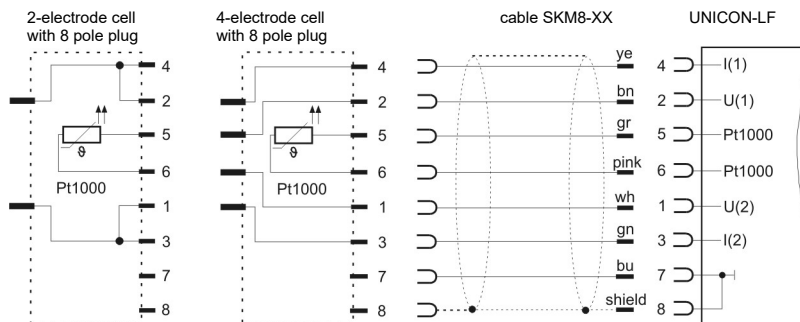 2-electrode cell
with 8 pole plug
4-electrode cell
with 8 pole plug
cable SKM8-XX
UNICON-LF
4
2
5
6
1
3
7
8
ϑ
Pt1000
4
2
5
6
1
3
7
8
ϑ
Pt1000
ye
bn
gr
pink
wh
gn
bu
shield
4 I(1)
2 U(1)
5 Pt1000
6 Pt1000
1 U(2)
3 I(2)
7
8